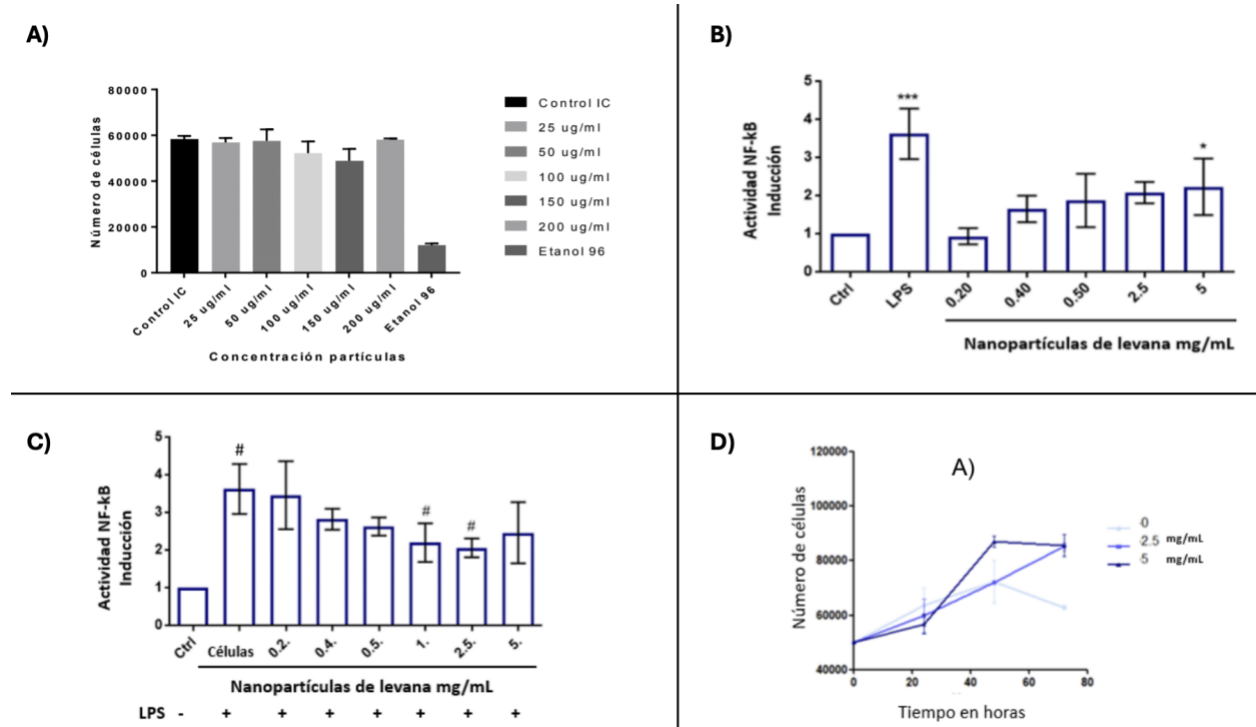 A)
Número de células
80000
60000
40000
20000
0
Control IC
25 ug/ml
50 ug/ml
100 ug/ml
150 ug/ml
200 ug/ml
Etanol 96
Concentración partículas
Control IC
25 ug/ml
50 ug/ml
100 ug/ml
150 ug/ml
200 ug/ml
Etanol 96
B)
Actividad NF-kB
Inducción
5
4
3
2
1
0
***
*
Ctrl
LPS
0.20
0.40
0.50
2.5
5
Nanopartículas de levana mg/mL
C)
Actividad NF-kB
Inducción
5
4
3
2
1
0
#
#
#
Ctrl
Células
0.2.
0.4.
0.5.
1.
2.5.
5.
Nanopartículas de levana mg/mL
LPS - + + + + + +
D)
A)
Número de células
120000
100000
80000
60000
40000
0 20 40 60 80
Tiempo en horas
0
2.5 mg/mL
5 mg/mL